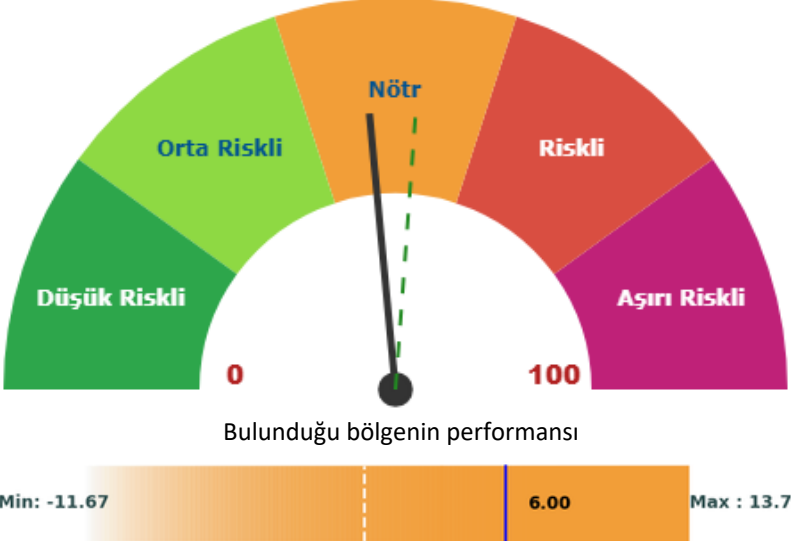 Nötr
Orta Riskli
Riskli
Düşük Riskli
Aşırı Riskli
0
100
Bulunduğu bölgenin performansı
Min: -11.67
6.00
Max : 13.7